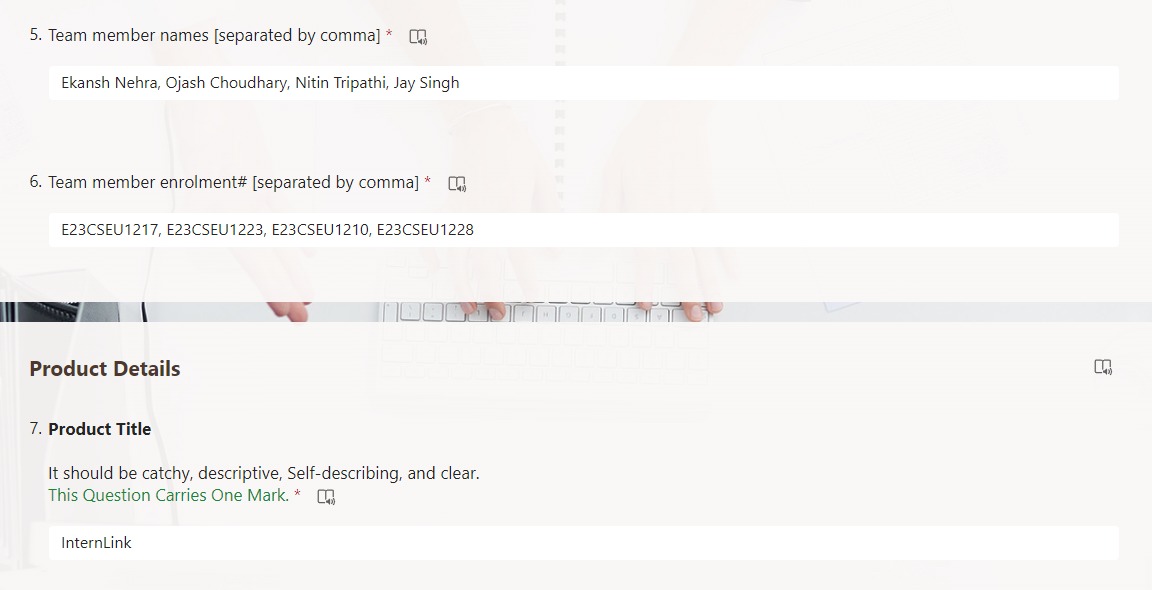 5. Team member names [separated by comma] *
Ekansh Nehra, Ojash Choudhary, Nitin Tripathi, Jay Singh
6. Team member enrolment# [separated by comma] *
E23CSEU1217, E23CSEU1223, E23CSEU1210, E23CSEU1228
Product Details
7. Product Title
It should be catchy, descriptive, Self-describing, and clear.
This Question Carries One Mark. *
InternLink